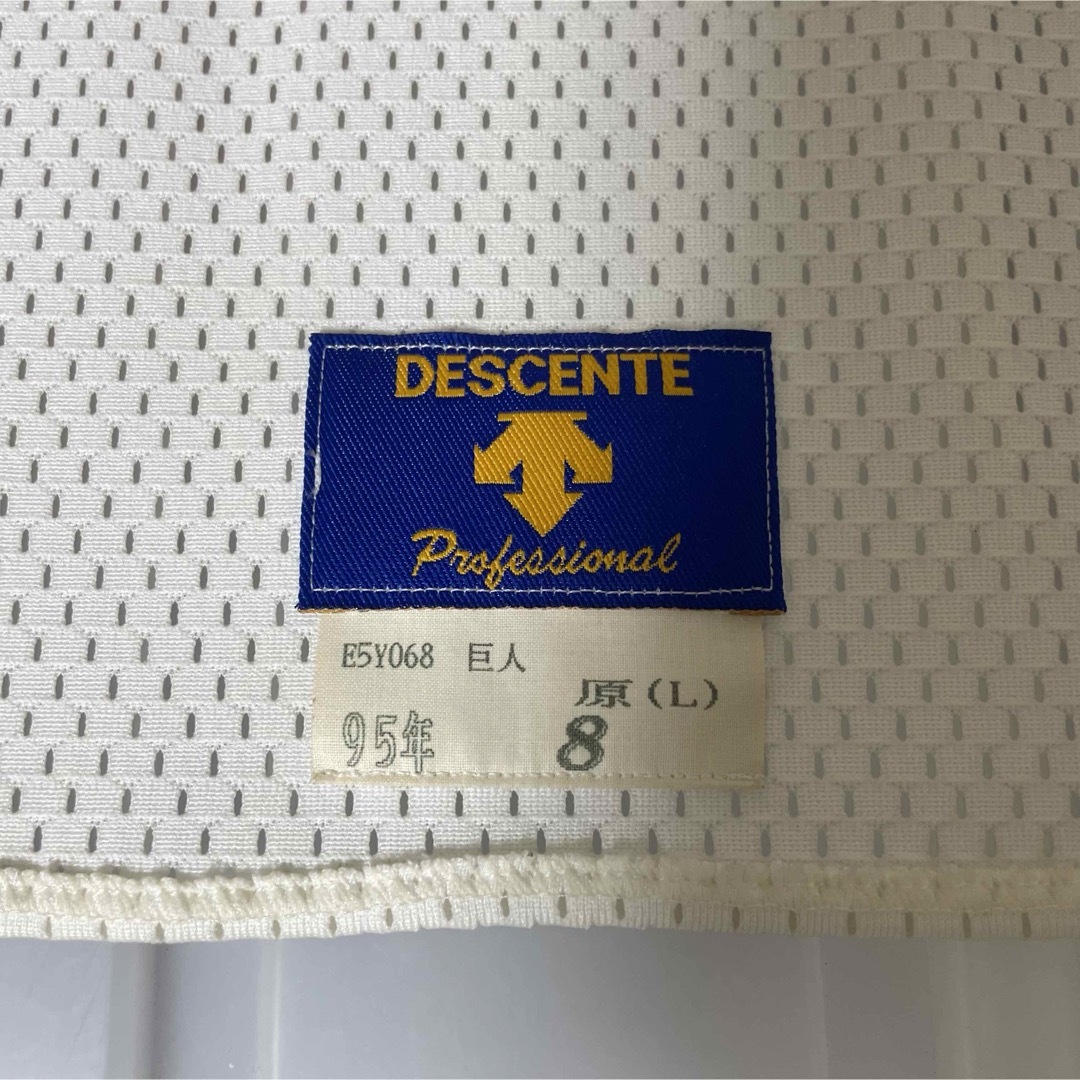 DESCENTE
Professional
E5Y068 巨人
原(L)
95年 8